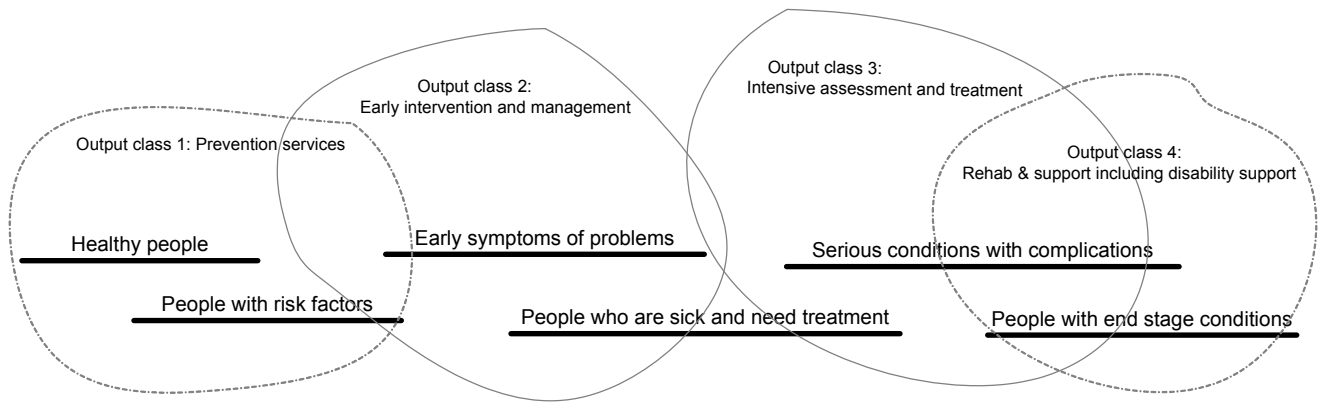 Output class 1: Prevention services
Output class 2:
Early intervention and management
Output class 3:
Intensive assessment and treatment
Output class 4:
Rehab & support including disability support
Healthy people
People with risk factors
Early symptoms of problems
People who are sick and need treatment
Serious conditions with complications
People with end stage conditions